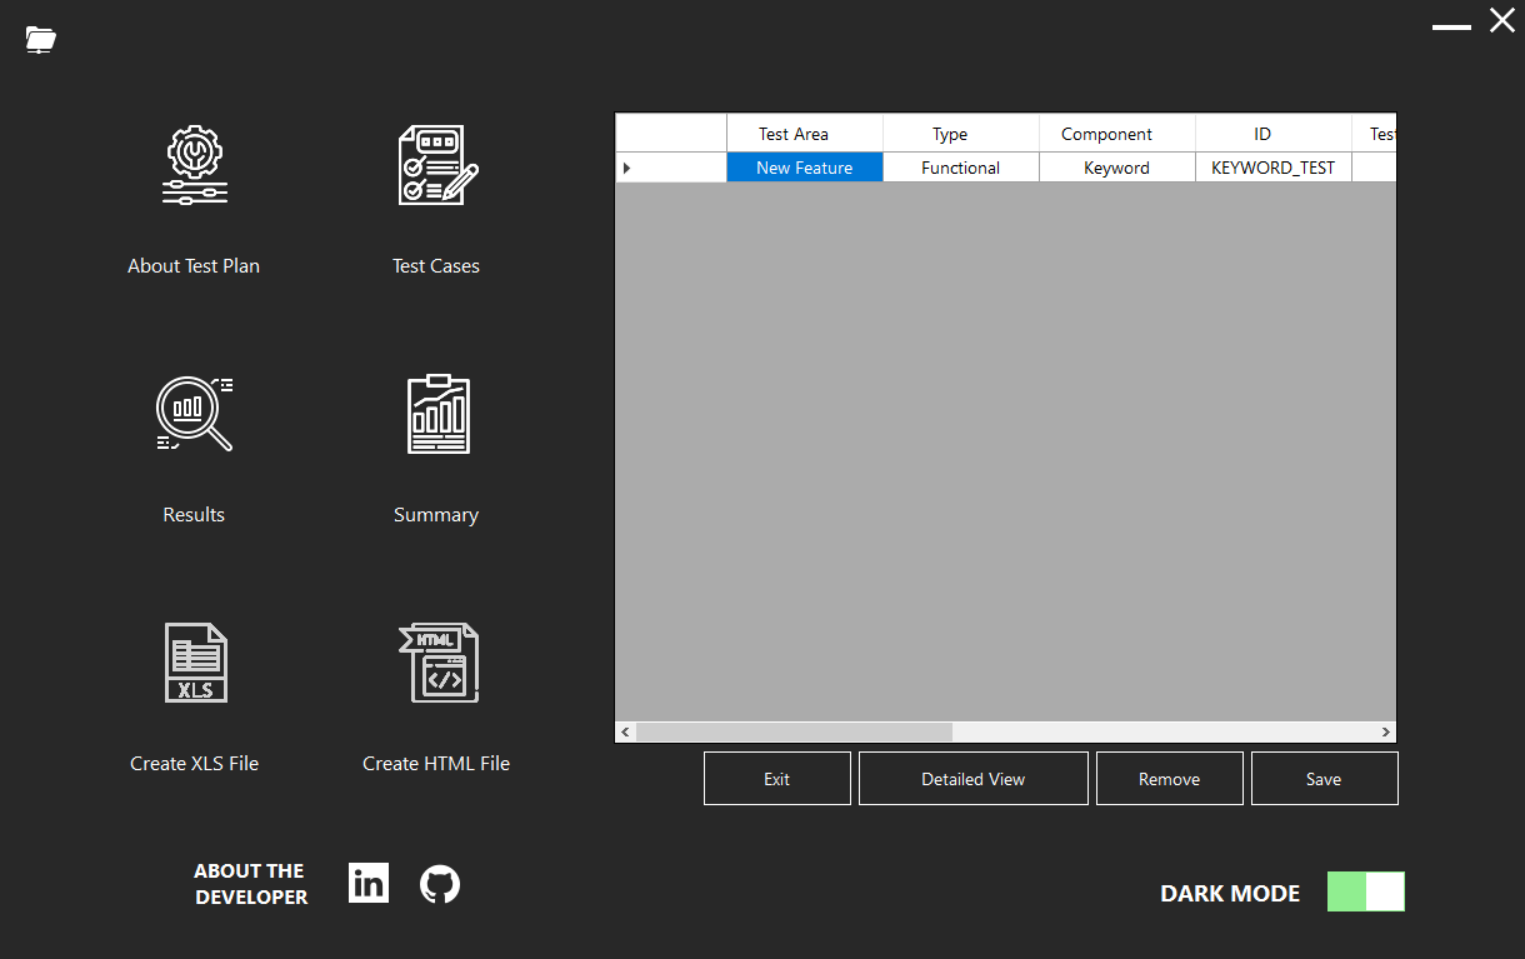 About Test Plan
Test Cases
Results
Summary
XLS
Create XLS File
HTML
</>
Create HTML File
Test Area Type Component ID Test
New Feature Functional Keyword KEYWORD_TEST
Exit Detailed View Remove Save
ABOUT THE
DEVELOPER
in
DARK MODE